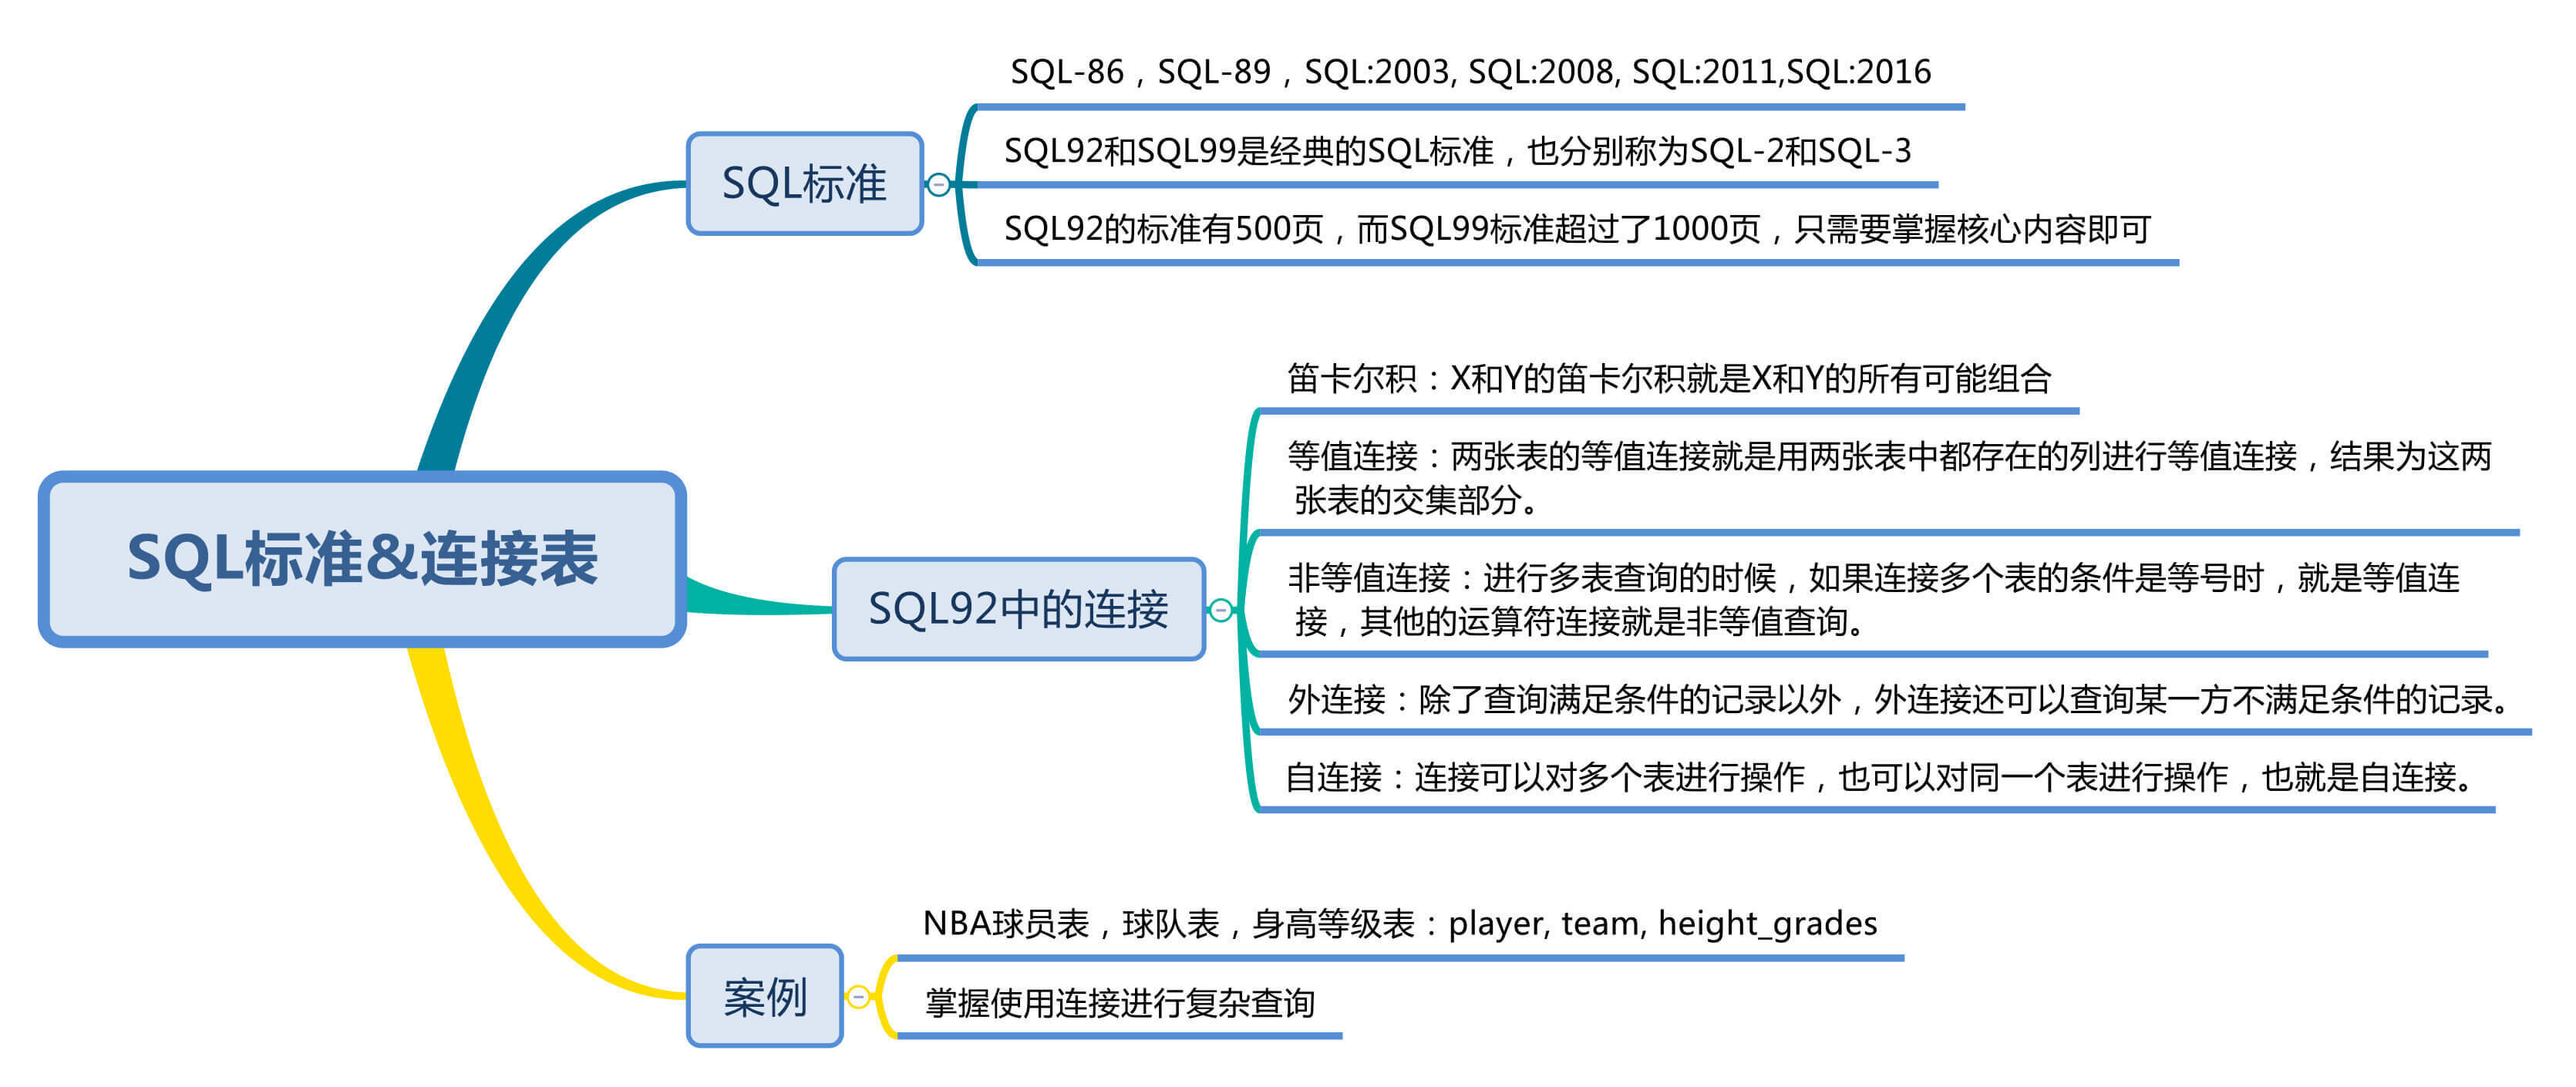 SQL-86，SQL-89，SQL:2003, SQL:2008, SQL:2011,SQL:2016
SQL92和SQL99是经典的SQL标准，也分别称为SQL-2和SQL-3
SQL标准
SQL92的标准有500页，而SQL99标准超过了1000页，只需要掌握核心内容即可
笛卡尔积：X和Y的笛卡尔积就是X和Y的所有可能组合
等值连接：两张表的等值连接就是用两张表中都存在的列进行等值连接，结果为这两
张表的交集部分。
SQL标准&连接表
SQL92中的连接
非等值连接：进行多表查询的时候，如果连接多个表的条件是等号时，就是等值连
接，其他的运算符连接就是非等值查询。
外连接：除了查询满足条件的记录以外，外连接还可以查询某一方不满足条件的记录。
自连接：连接可以对多个表进行操作，也可以对同一个表进行操作，也就是自连接。
NBA球员表，球队表，身高等级表：player, team, height_grades
案例
掌握使用连接进行复杂查询